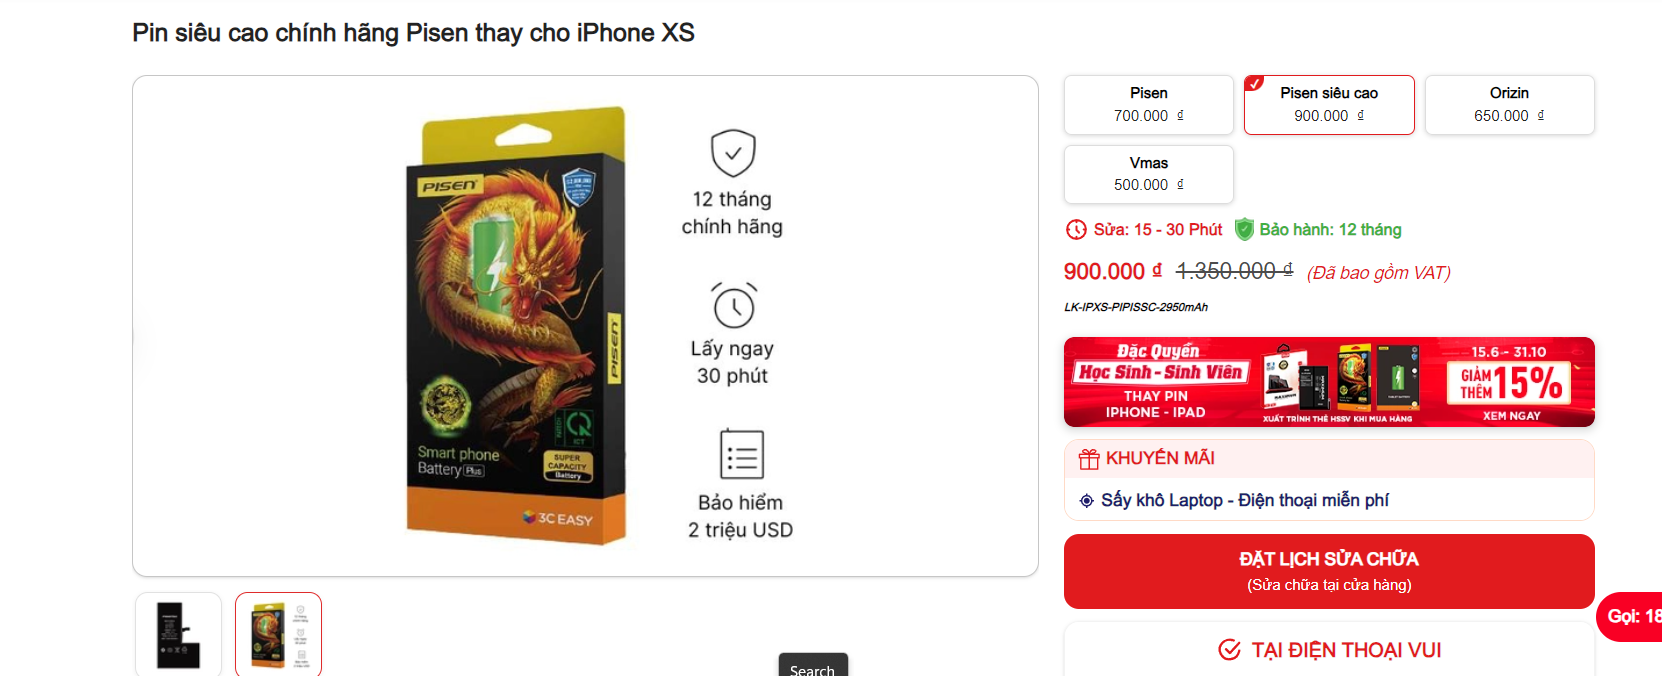 Pin siêu cao chính hãng Pisen thay cho iPhone XS
PISEN
PISEN
Smart phone
Battery Plus
SUPER
CAPACITY
Battery
ICT
3C EASY
12 tháng
chính hãng
Lấy ngay
30 phút
Bảo hiểm
2 triệu USD
Pisen
700.000 ₫
Pisen siêu cao
900.000 ₫
Orizin
650.000 ₫
Vmas
500.000 ₫
Sửa: 15 - 30 Phút
Bảo hành: 12 tháng
900.000 ₫ 1.350.000 ₫ (Đã bao gồm VAT)
LK-IPXS-PIPISSC-2950mAh
Đặc Quyền
Học Sinh - Sinh Viên
THAY PIN
IPHONE - IPAD
XUẤT TRÌNH THẺ HSSV KHI MUA HÀNG
15.6 - 31.10
GIẢM
THÊM 15%
XEM NGAY
KHUYẾN MÃI
Sấy khô Laptop - Điện thoại miễn phí
ĐẶT LỊCH SỬA CHỮA
(Sửa chữa tại cửa hàng)
Gọi: 18
TẠI ĐIỆN THOẠI VUI
Search